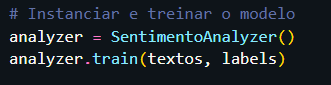 # Instanciar e treinar o modelo
analyzer = SentimentoAnalyzer()
analyzer.train(textos, labels)